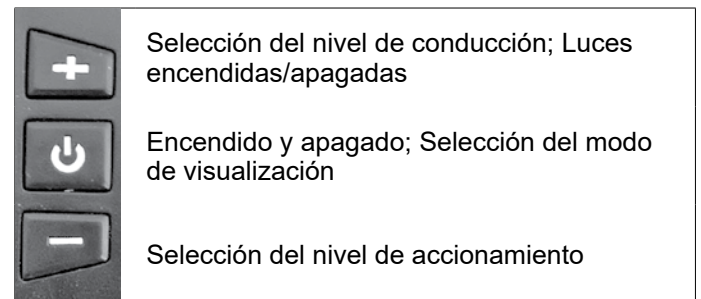 Selección del nivel de conducción; Luces
encendidas/apagadas
Encendido y apagado; Selección del modo
de visualización
Selección del nivel de accionamiento